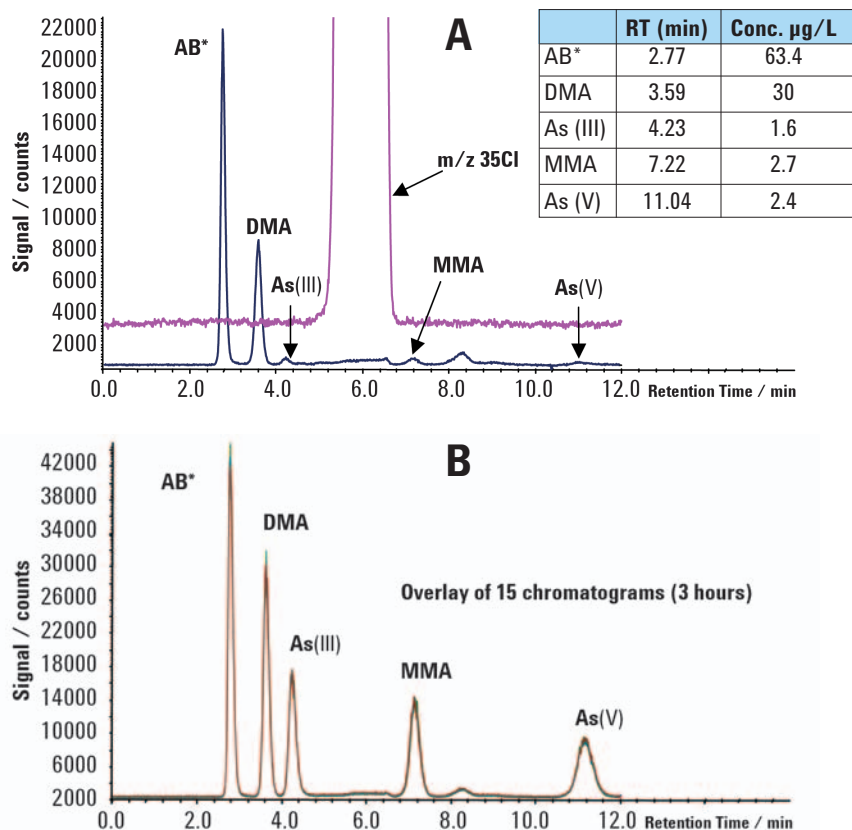 A
22000
20000
18000
16000
14000
12000
10000
8000
6000
4000
2000
Signal / counts
AB*
DMA
As(III)
m/z 35Cl
MMA
As(V)
0.0 2.0 4.0 6.0 8.0 10.0 12.0 Retention Time / min
RT (min) Conc. µg/L
AB* 2.77 63.4
DMA 3.59 30
As (III) 4.23 1.6
MMA 7.22 2.7
As (V) 11.04 2.4
B
42000
38000
34000
30000
26000
22000
18000
14000
10000
6000
2000
Signal / counts
AB*
DMA
Overlay of 15 chromatograms (3 hours)
As(III)
MMA
As(V)
0.0 2.0 4.0 6.0 8.0 10.0 12.0 Retention Time / min